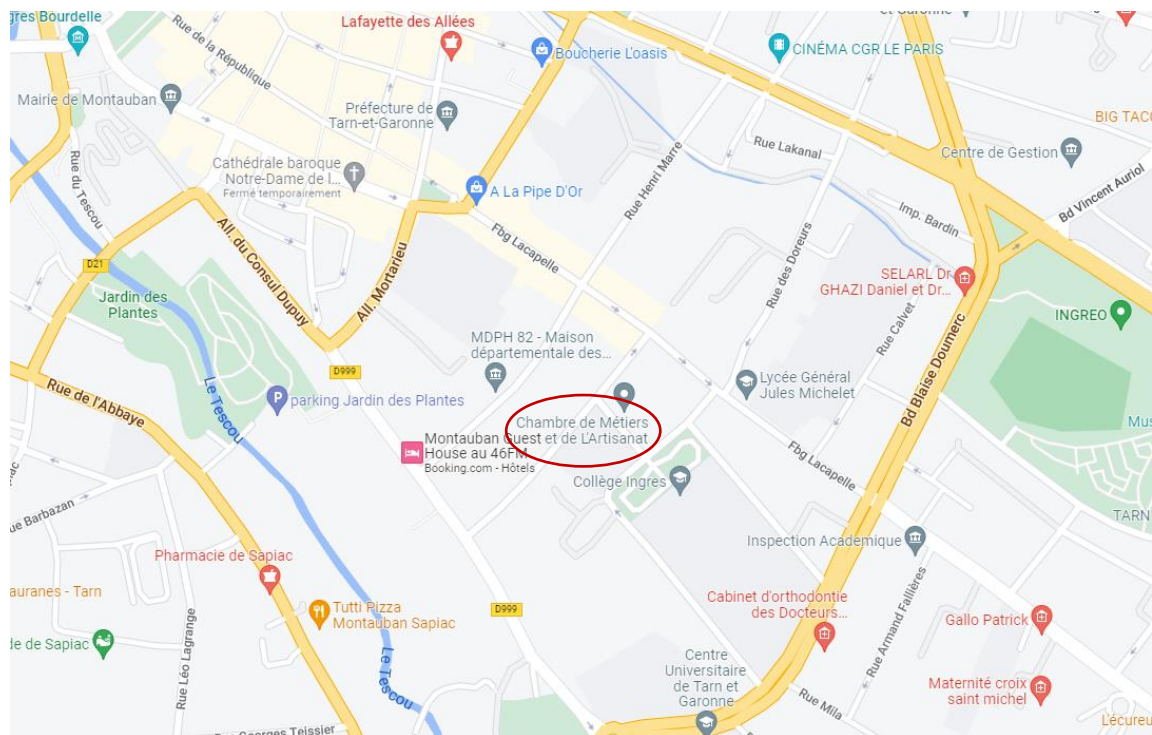 gres Bourdelle
Lafayette des Allées
et Garonne
Rue de la République
Boucherie L'oasis
CINÉMA CGR LE PARIS
Mairie de Montauban
Préfecture de
Tarn-et-Garonne
BIG TACO
Rue Lakanal
Centre de Gestion
Rue du Tescou
Cathédrale baroque
Notre-Dame de l...
Fermé temporairement
A La Pipe D'Or
Rue Henri Marre
Bd Vincent Auriol
Imp. Bardin
Fbg Lacapelle
All. du Consul Dupuy
All. Mortarieu
Rue des Doreurs
D21
SELARL Dr
GHAZI Daniel et Dr...
Jardin des
Plantes
INGREO
MDPH 82 - Maison
départementale des...
Rue Calvet
D999
Rue de l'Abbaye
Le Tescou
parking Jardin des Plantes
Lycée Général
Jules Michelet
Bd Blaise Doumerc
Chambre de Métiers
et de L'Artisanat
Montauban Guest
House au 46FM
Booking.com - Hôtels
Mus
Fbg Lacapelle
Collège Ingres
ue Barbazan
TARN
Inspection Académique
Pharmacie de Sapiac
auranes - Tarn
Tutti Pizza
Montauban Sapiac
D999
Cabinet d'orthodontie
des Docteurs...
Rue Armand Fallières
Gallo Patrick
le de Sapiac
Rue Léo Lagrange
Le Tescou
Centre
Universitaire
de Tarn et
Garonne
Rue Mila
Maternité croix
saint michel
L'écureu
Rue Georges Teissier